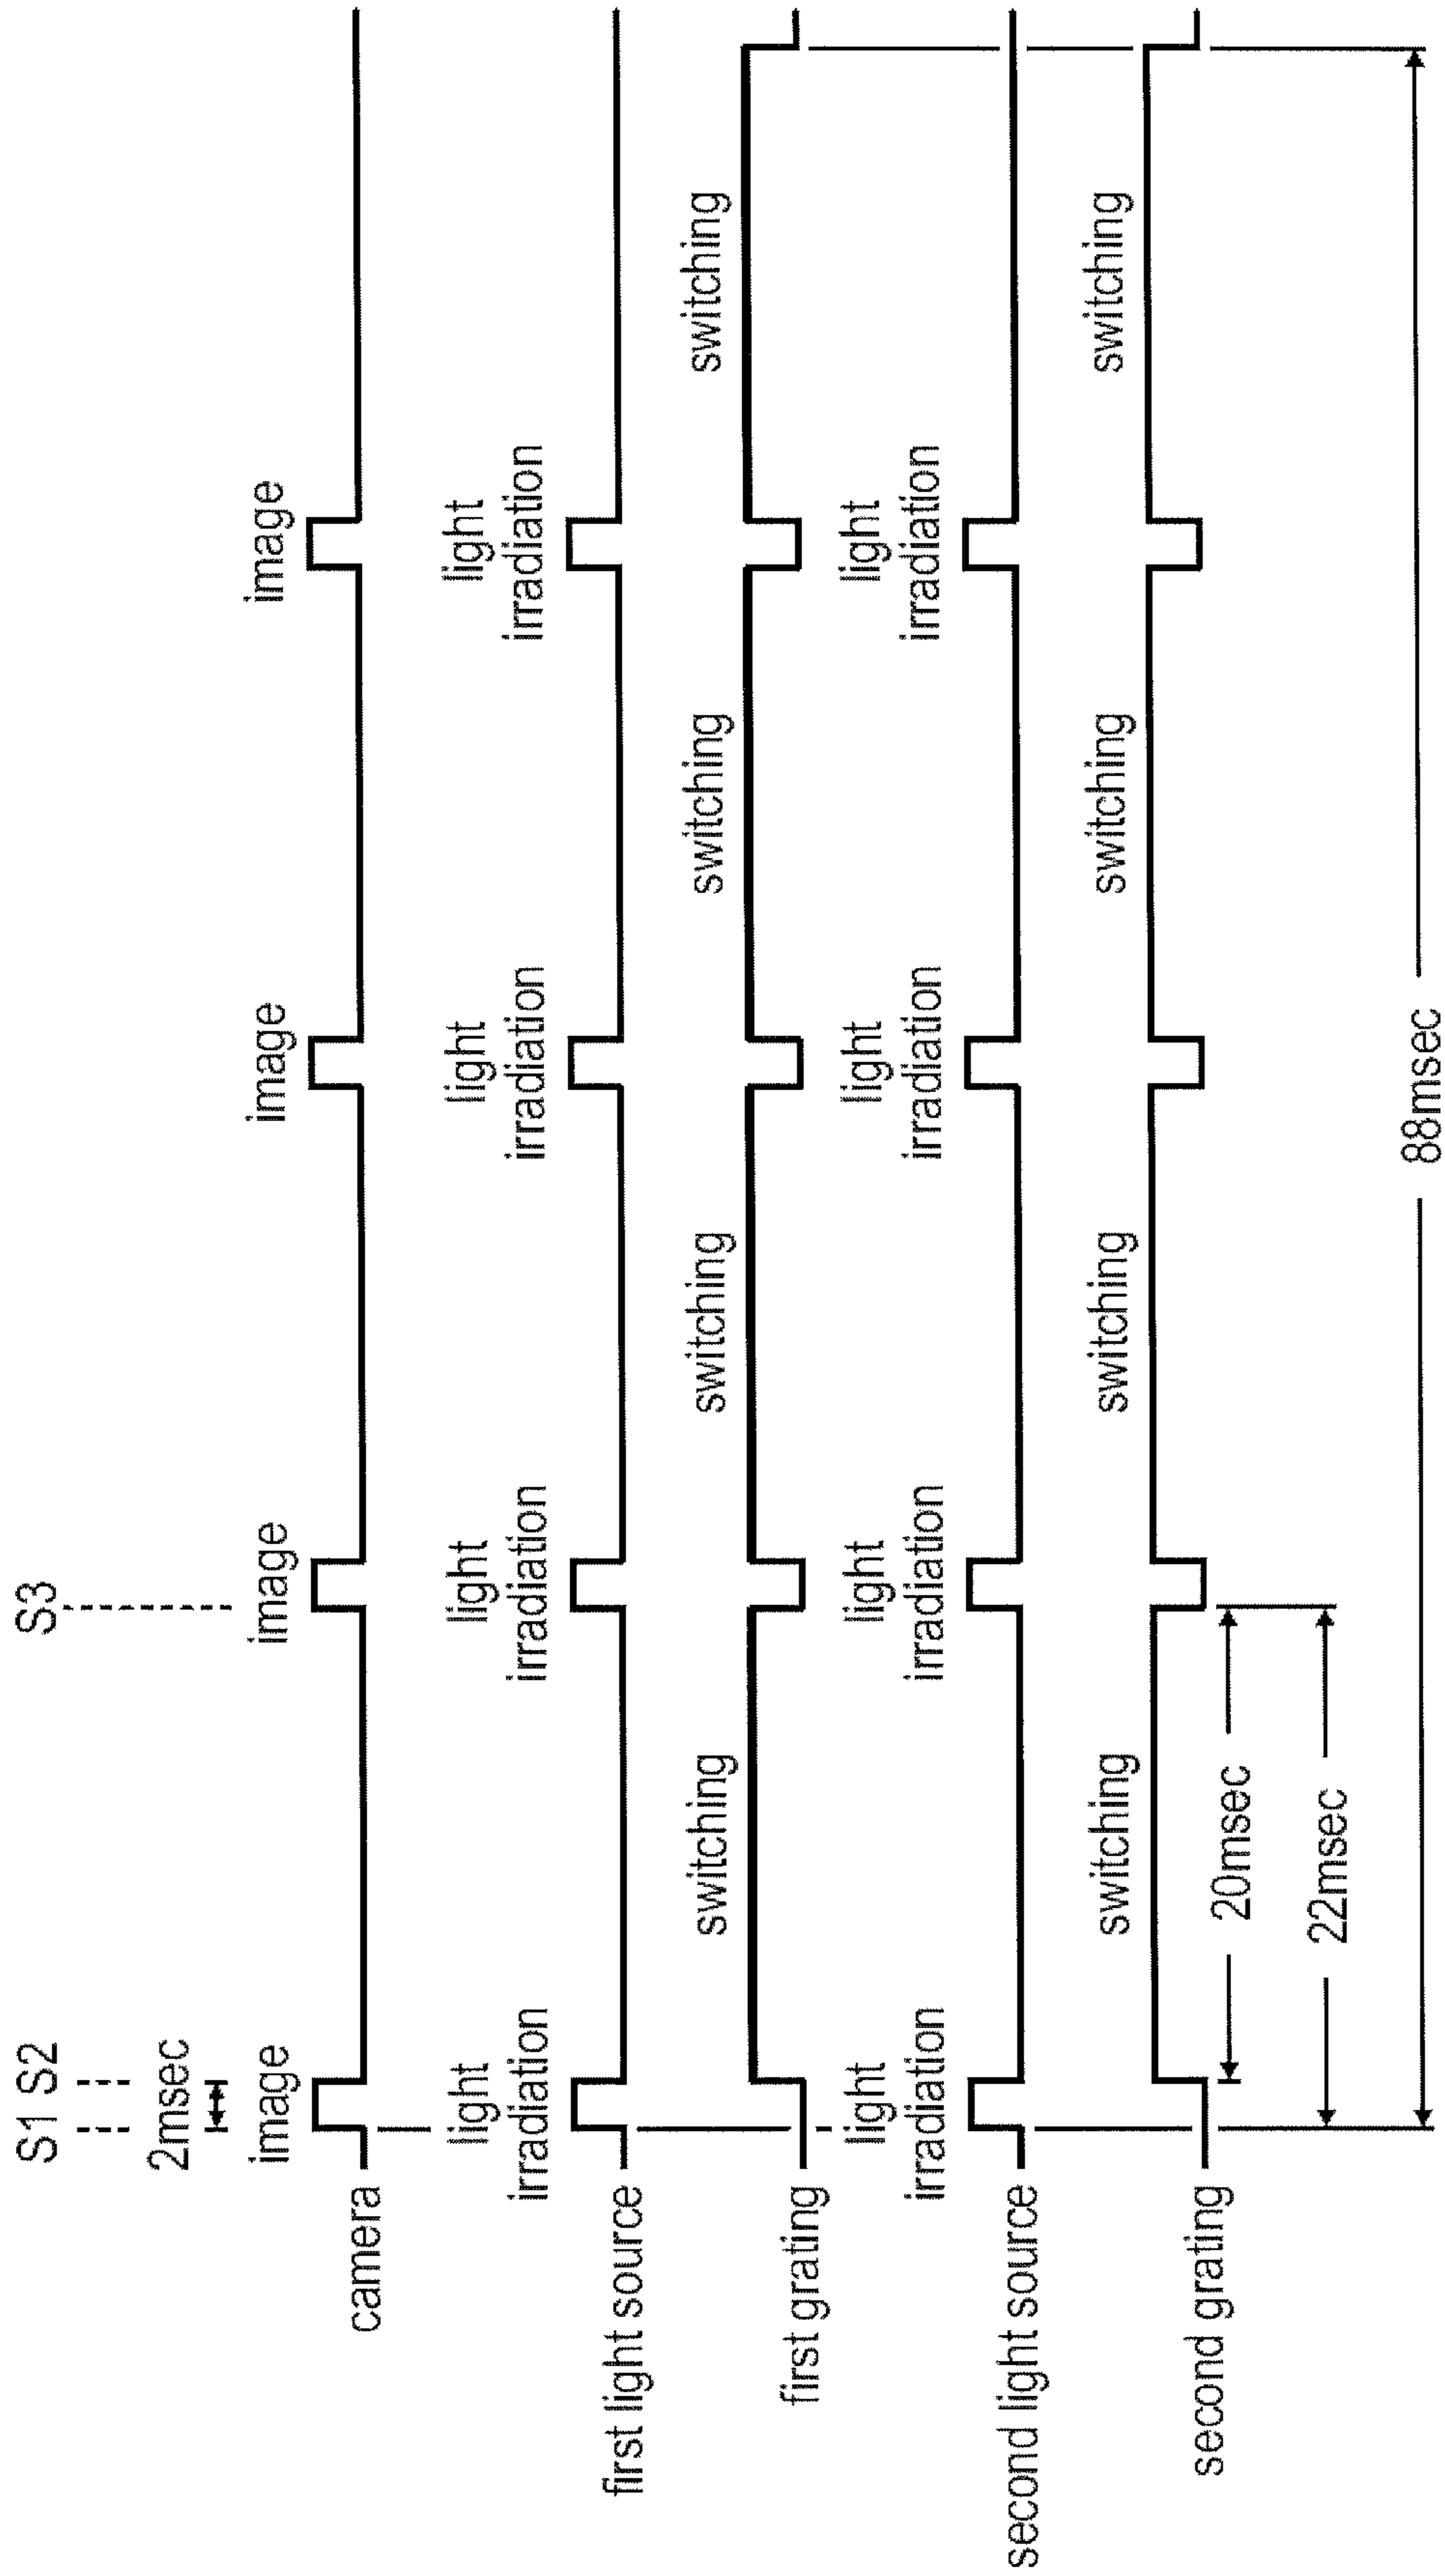 S1 S2 S3
2msec
image image image image
camera
light irradiation light irradiation light irradiation light irradiation
first light source
switching switching switching switching
first grating
light irradiation light irradiation light irradiation light irradiation
second light source
switching switching switching switching
second grating
20msec
22msec
88msec